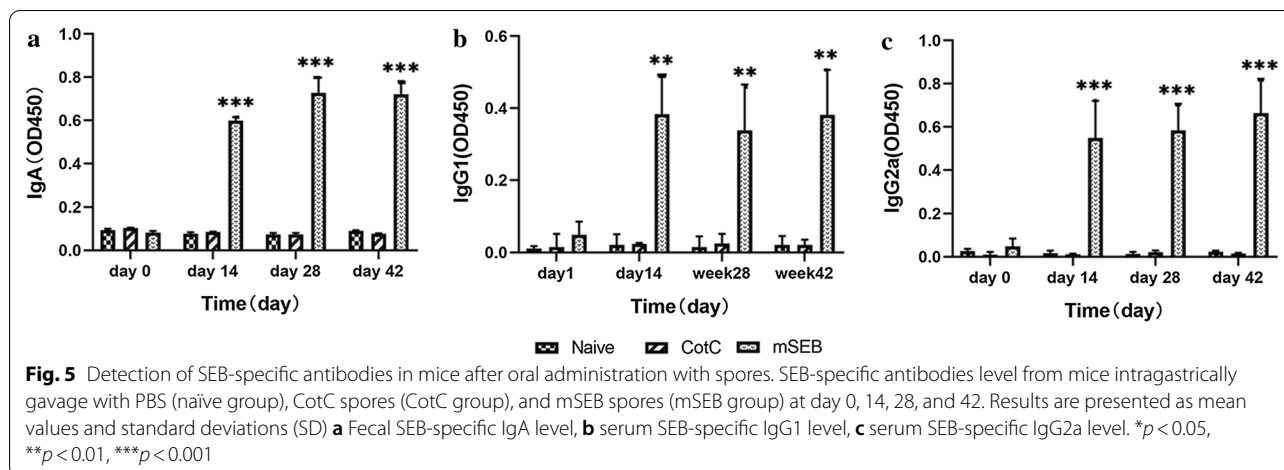 a
b
c
IgA (OD450)
1.0
0.8
0.6
0.4
0.2
0.0
***
***
***
day 0 day 14 day 28 day 42
Time (day)
IgG1(OD450)
0.6
0.4
0.2
0.0
**
**
**
day1 day14 week28 week42
Time (day)
IgG2a(OD450)
1.0
0.8
0.6
0.4
0.2
0.0
***
***
***
day 0 day 14 day 28 day 42
Time (day)
Naive CotC mSEB
Fig. 5 Detection of SEB-specific antibodies in mice after oral administration with spores. SEB-specific antibodies level from mice intragastrically
gavage with PBS (naïve group), CotC spores (CotC group), and mSEB spores (mSEB group) at day 0, 14, 28, and 42. Results are presented as mean
values and standard deviations (SD) a Fecal SEB-specific IgA level, b serum SEB-specific IgG1 level, c serum SEB-specific IgG2a level. *p < 0.05,
**p < 0.01, ***p < 0.001